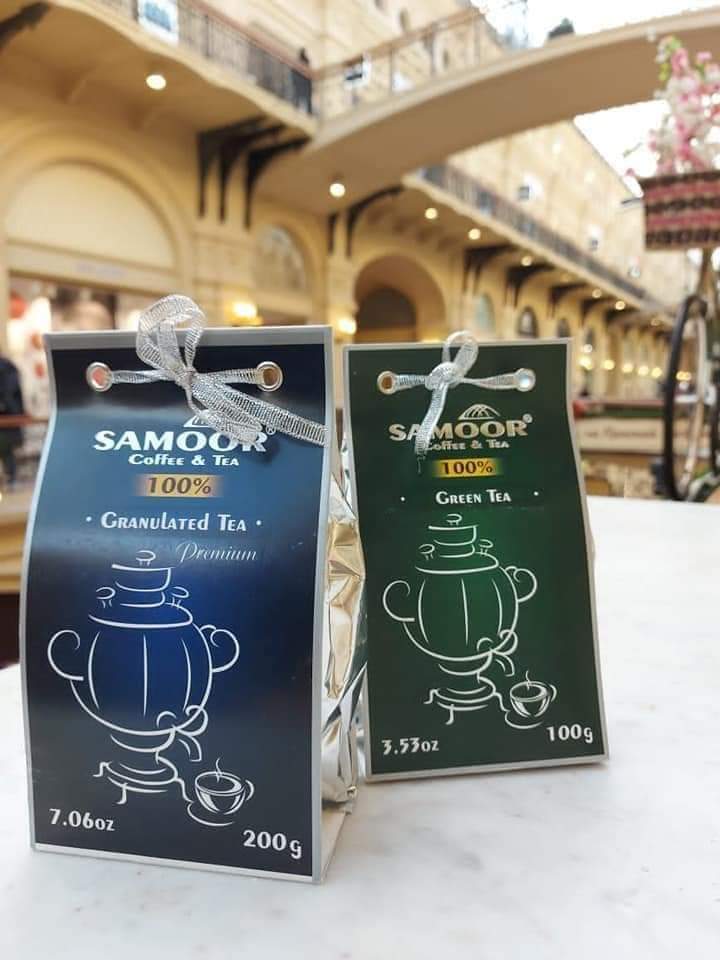 SAMOOR®
Coffee & Tea
100%
· Granulated Tea ·
Premium
7.06oz
200g
SAMOOR®
Coffee & Tea
100%
· Green Tea ·
3.53oz
100g